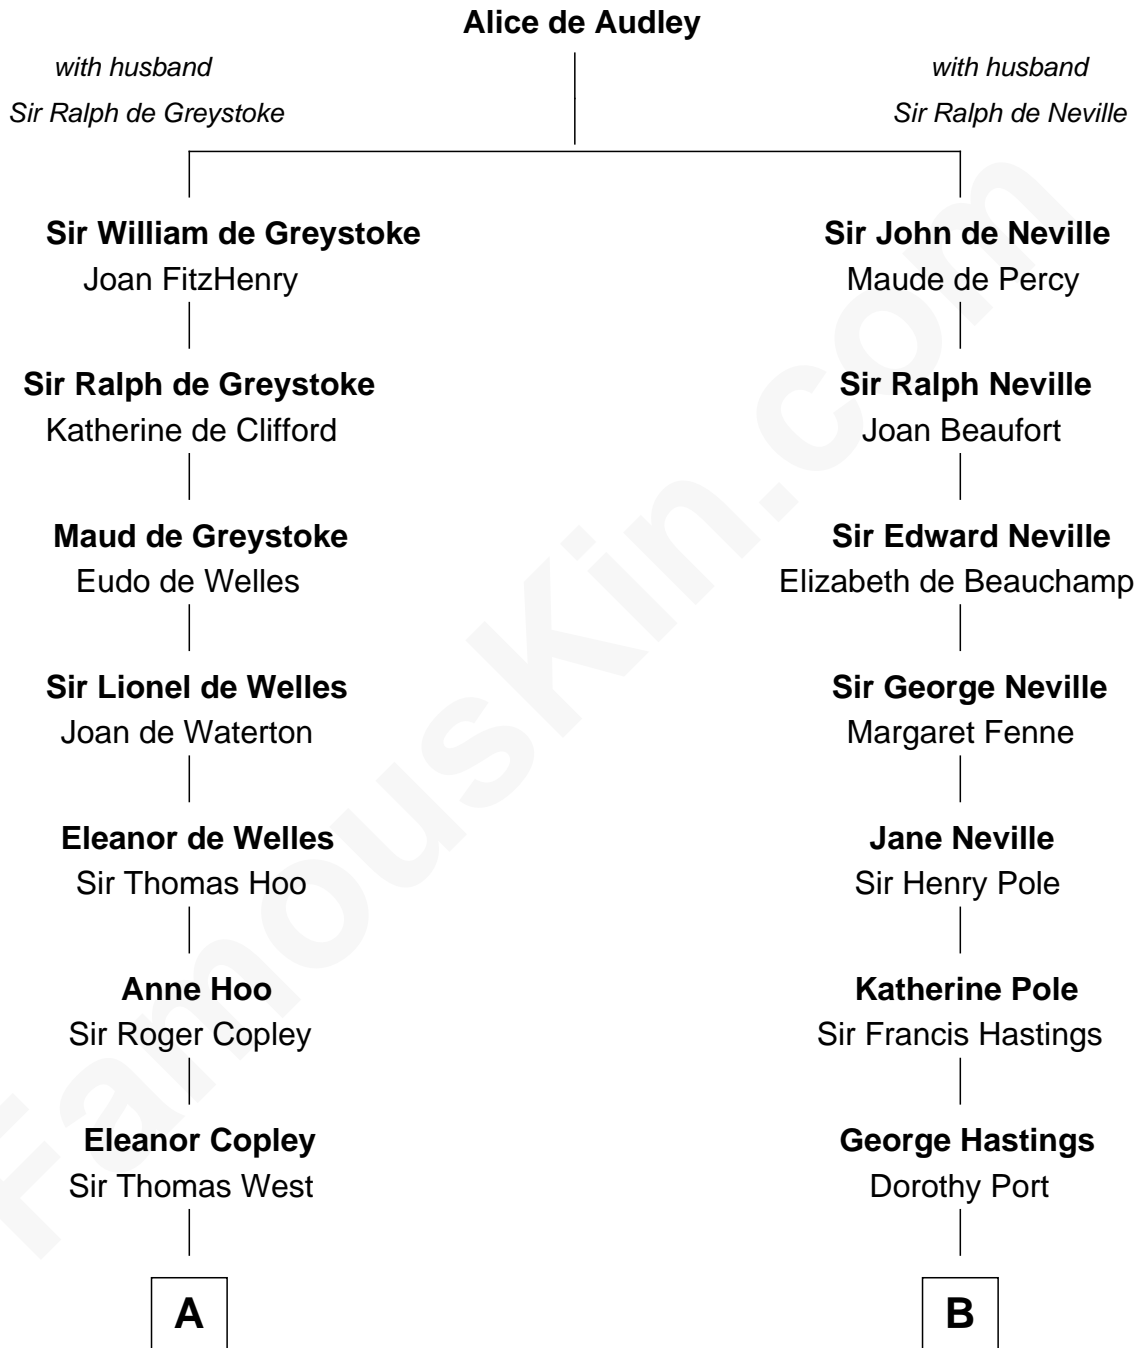 Alice de Audley
with husband
Sir Ralph de Greystoke
with husband
Sir Ralph de Neville
Sir William de Greystoke
Joan FitzHenry
Sir Ralph de Greystoke
Katherine de Clifford
Maud de Greystoke
Eudo de Welles
Sir Lionel de Welles
Joan de Waterton
Eleanor de Welles
Sir Thomas Hoo
Anne Hoo
Sir Roger Copley
Eleanor Copley
Sir Thomas West
A
Sir John de Neville
Maude de Percy
Sir Ralph Neville
Joan Beaufort
Sir Edward Neville
Elizabeth de Beauchamp
Sir George Neville
Margaret Fenne
Jane Neville
Sir Henry Pole
Katherine Pole
Sir Francis Hastings
George Hastings
Dorothy Port
B
FamousKin.com